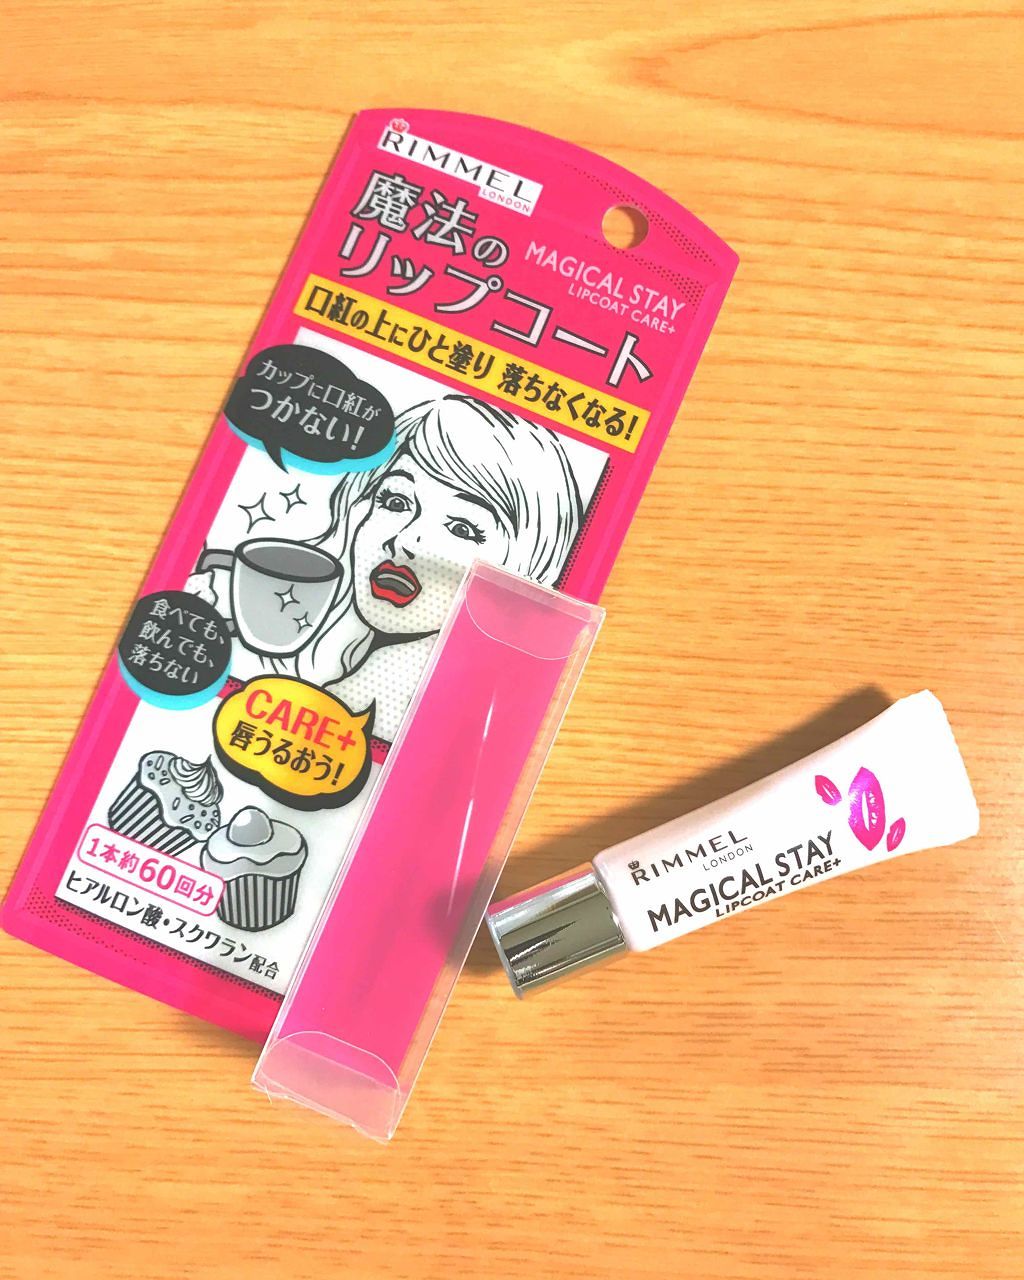 RIMMEL
LONDON
魔法の
リップコート
MAGICAL STAY
LIPCOAT CARE+
口紅の上にひと塗り 落ちなくなる!
カップに口紅が
つかない!
食べても、
飲んでも、
落ちない
CARE+
唇うるおう!
1本約60回分
ヒアルロン酸・スクワラン配合
RIMMEL
LONDON
MAGICAL STAY
LIPCOAT CARE+